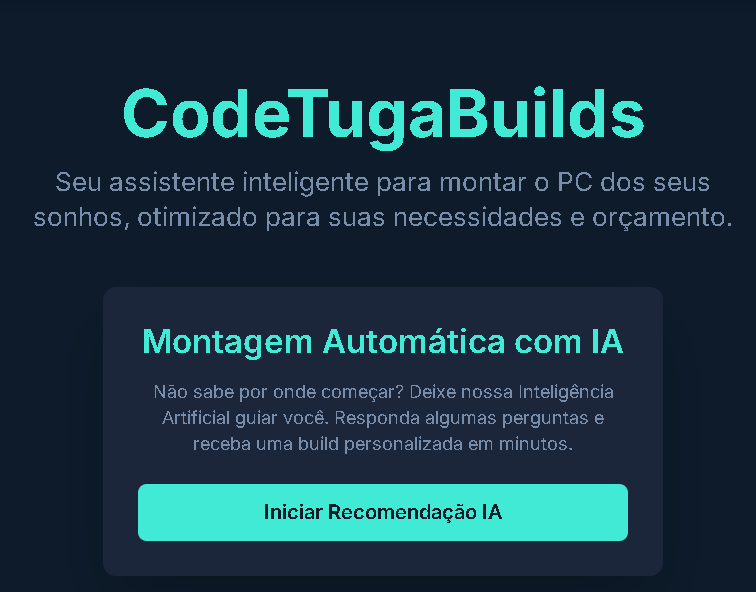 CodeTugaBuilds
Seu assistente inteligente para montar o PC dos seus
sonhos, otimizado para suas necessidades e orçamento.
Montagem Automática com IA
Não sabe por onde começar? Deixe nossa Inteligência
Artificial guiar você. Responda algumas perguntas e
receba uma build personalizada em minutos.
Iniciar Recomendação IA